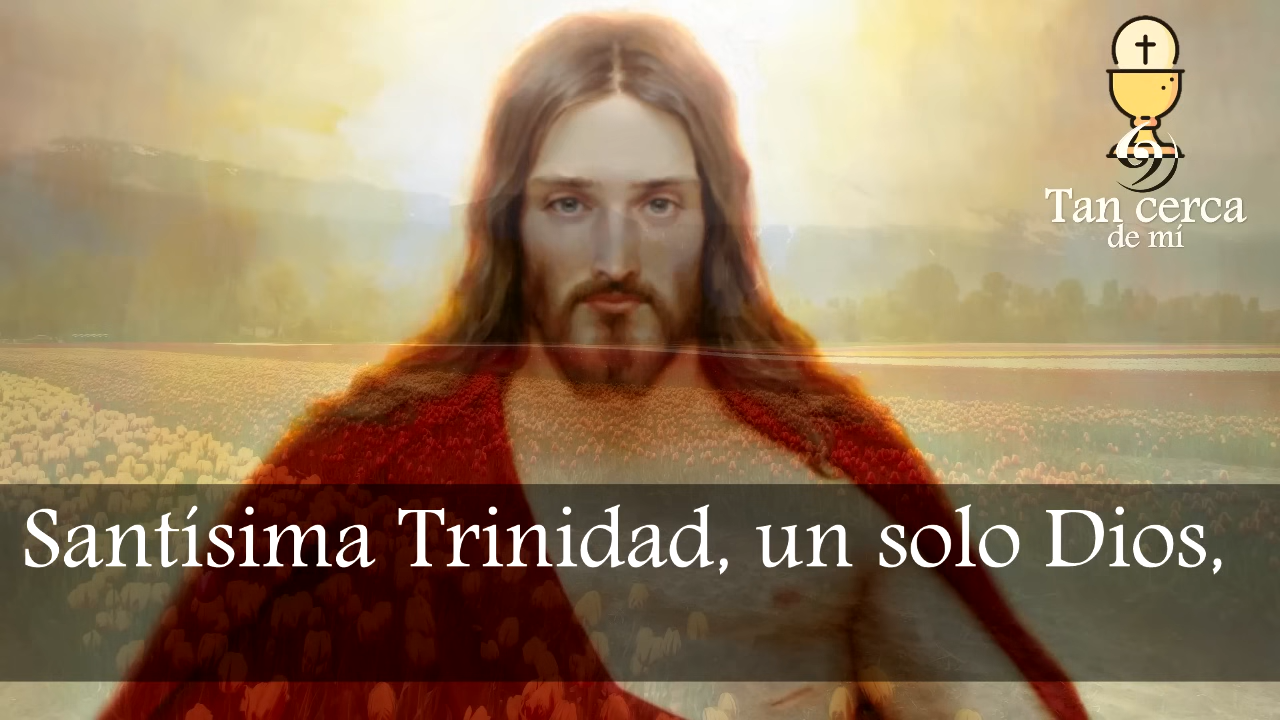 Tan cerca
de mí
Santísima Trinidad, un solo Dios,